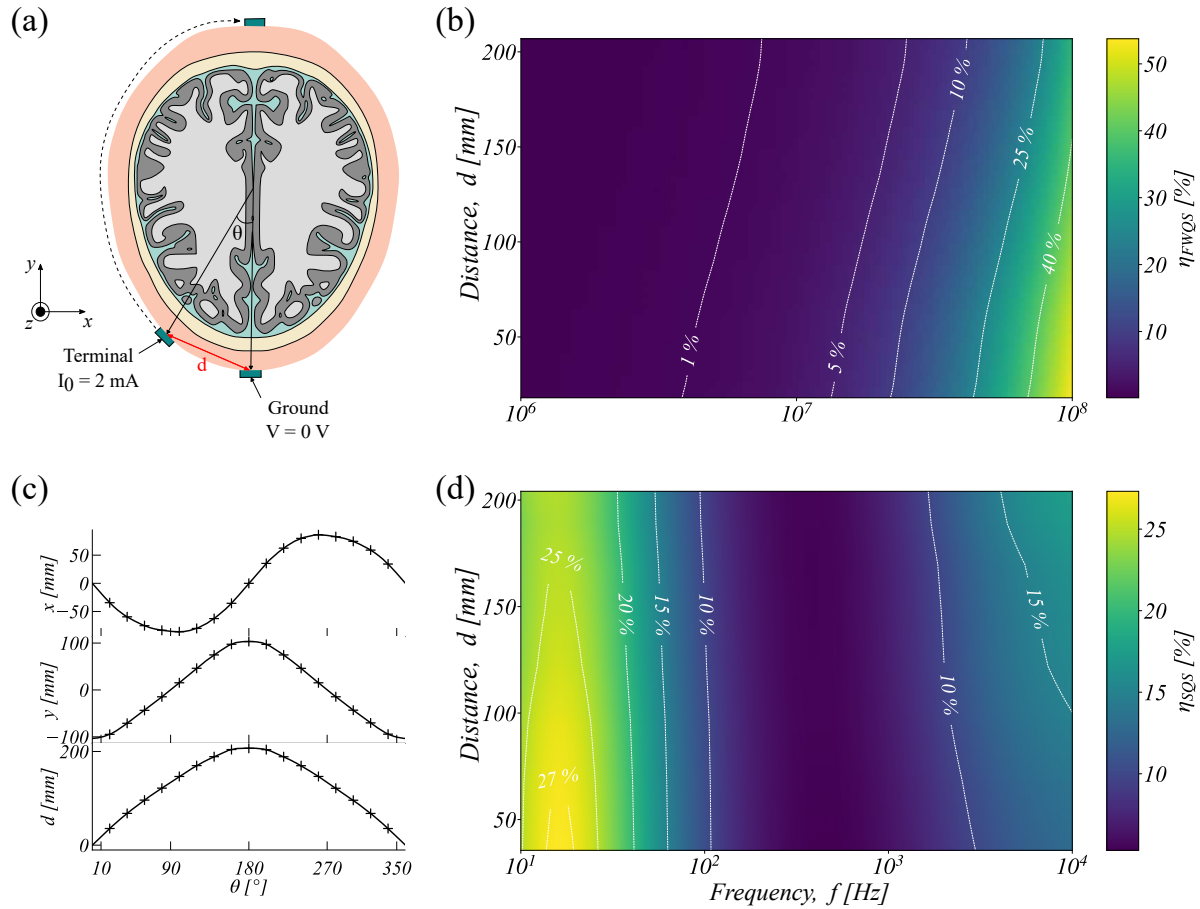 (a)
θ
y
z
x
Terminal
I0 = 2 mA
d
Ground
V = 0 V
(b)
Distance, d [mm]
200
150
100
50
1 %
5 %
10 %
25 %
40 %
10^6
10^7
10^8
50
40
30
20
10
ηFWQS [%]
(c)
x [mm]
50
0
−50
y [mm]
100
0
−100
d [mm]
200
0
10
90
180
270
350
θ [°]
(d)
Distance, d [mm]
200
150
100
50
25 %
27 %
20 %
15 %
10 %
10 %
15 %
10^1
10^2
10^3
10^4
Frequency, f [Hz]
25
20
15
10
ηSQS [%]